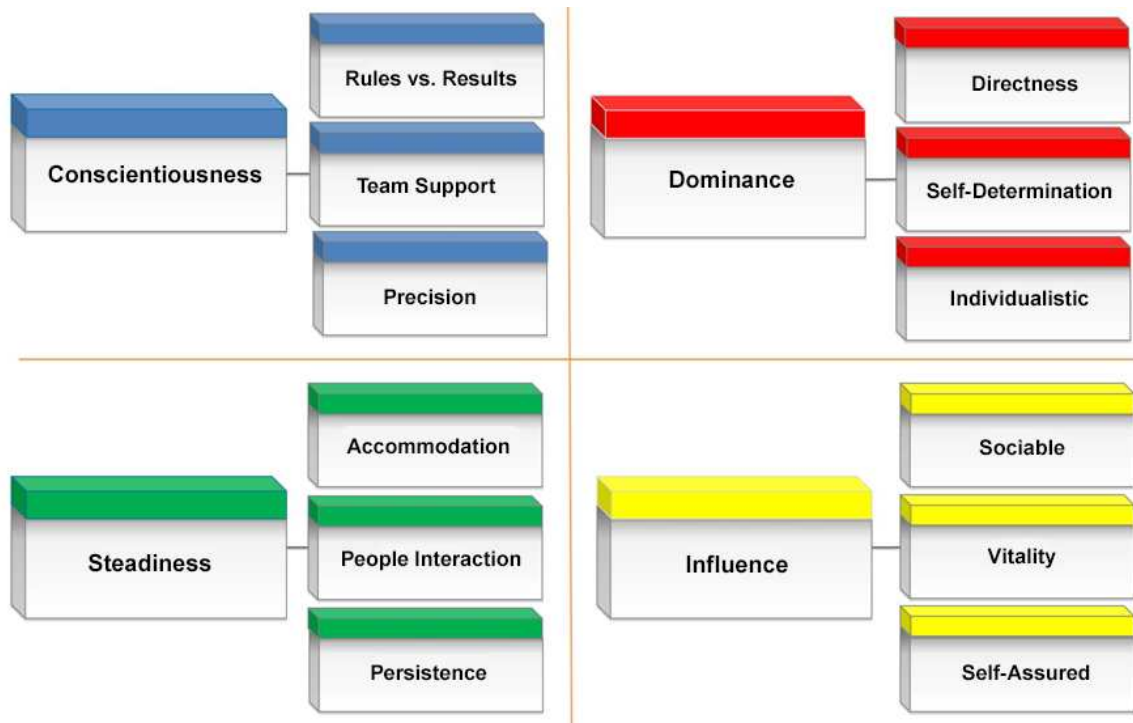 Conscientiousness
Rules vs. Results
Team Support
Precision
Dominance
Directness
Self-Determination
Individualistic
Steadiness
Accommodation
People Interaction
Persistence
Influence
Sociable
Vitality
Self-Assured